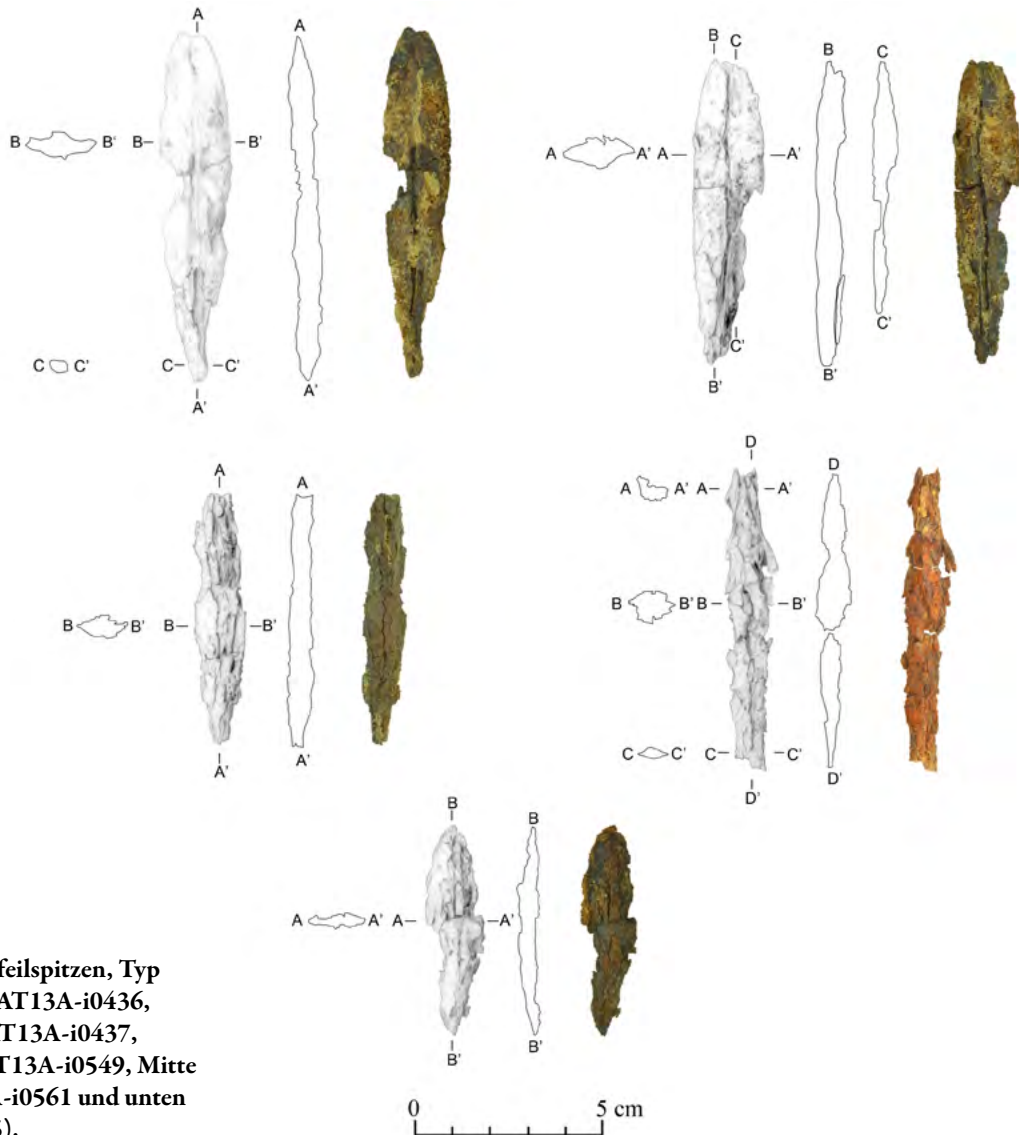 A
A
B B' B B'
C C' C C'
A'
A'
B C
B
C
A A' A A'
C'
C'
B'
B'
A
A
B B' B B'
A'
A'
D
D
A A' A A'
B B' B B'
C C' C C'
D'
D'
B
B
A A' A A'
B'
B'
feilspitzen, Typ
AT13A-i0436,
T13A-i0437,
T13A-i0549, Mitte
-i0561 und unten
).
0 5 cm